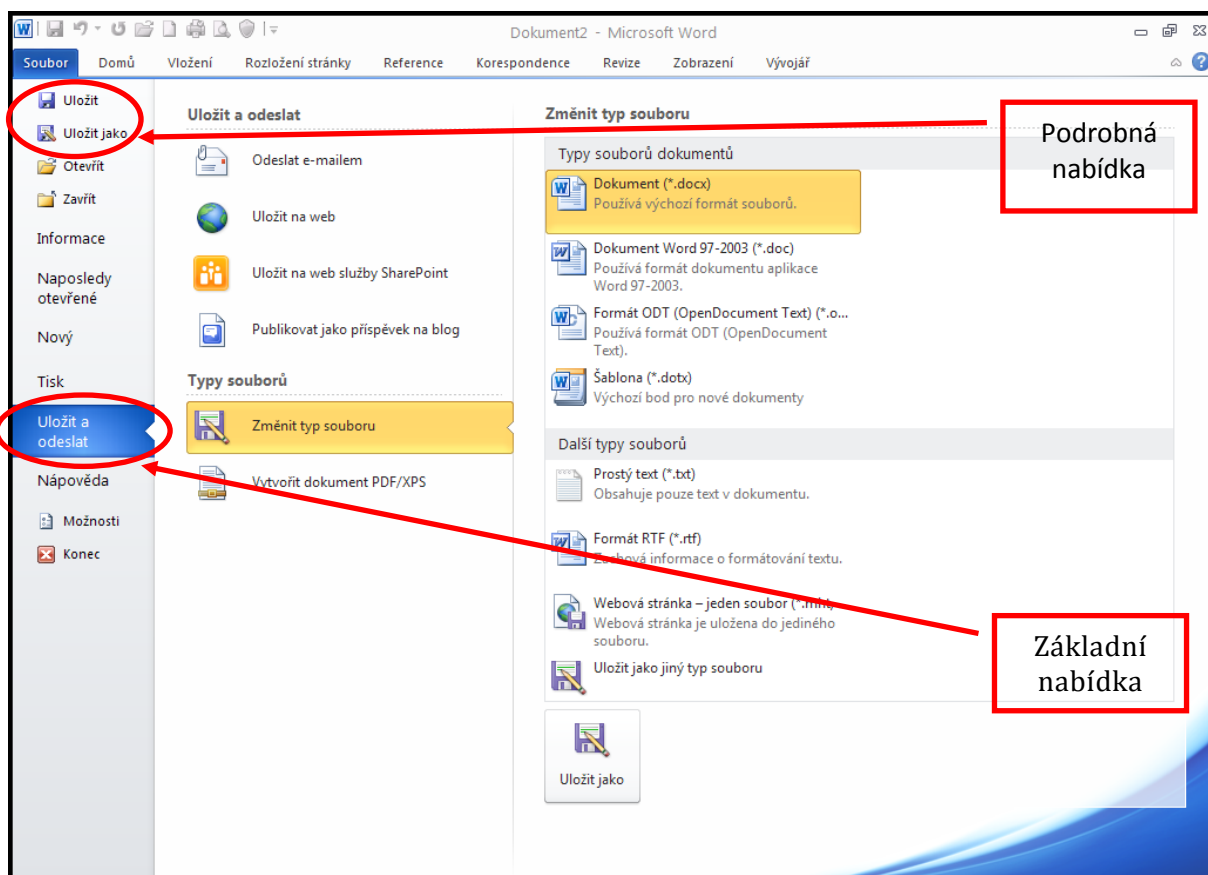 Dokument2 - Microsoft Word
Soubor Domů Vložení Rozložení stránky Reference Korespondence Revize Zobrazení Vývojář
Uložit
Uložit jako
Otevřít
Zavřít
Informace
Naposledy
otevřené
Nový
Tisk
Uložit a
odeslat
Nápověda
Možnosti
Konec
Uložit a odeslat
Odeslat e-mailem
Uložit na web
Uložit na web služby SharePoint
Publikovat jako příspěvek na blog
Typy souborů
Změnit typ souboru
Vytvořit dokument PDF/XPS
Změnit typ souboru
Typy souborů dokumentů
Dokument (*.docx)
Používá výchozí formát souborů.
Dokument Word 97-2003 (*.doc)
Používá formát dokumentu aplikace
Word 97-2003.
Formát ODT (OpenDocument Text) (*.o...
Používá formát ODT (OpenDocument
Text).
Šablona (*.dotx)
Výchozí bod pro nové dokumenty
Další typy souborů
Prostý text (*.txt)
Obsahuje pouze text v dokumentu.
Formát RTF (*.rtf)
Zachová informace o formátování textu.
Webová stránka – jeden soubor (*.mht)
Webová stránka je uložena do jediného
souboru.
Uložit jako jiný typ souboru
Uložit jako
Podrobná
nabídka
Základní
nabídka